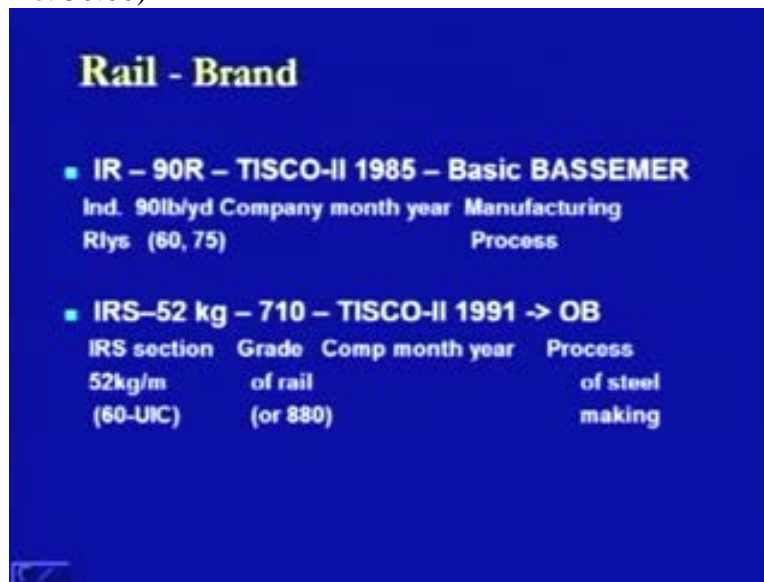 Rail - Brand
IR – 90R – TISCO-II 1985 – Basic BASSEMER
Ind. 90lb/yd Company month year Manufacturing
Rlys (60, 75) Process
IRS–52 kg – 710 – TISCO-II 1991 -> OB
IRS section Grade Comp month year Process
52kg/m of rail of steel
(60-UIC) (or 880) making